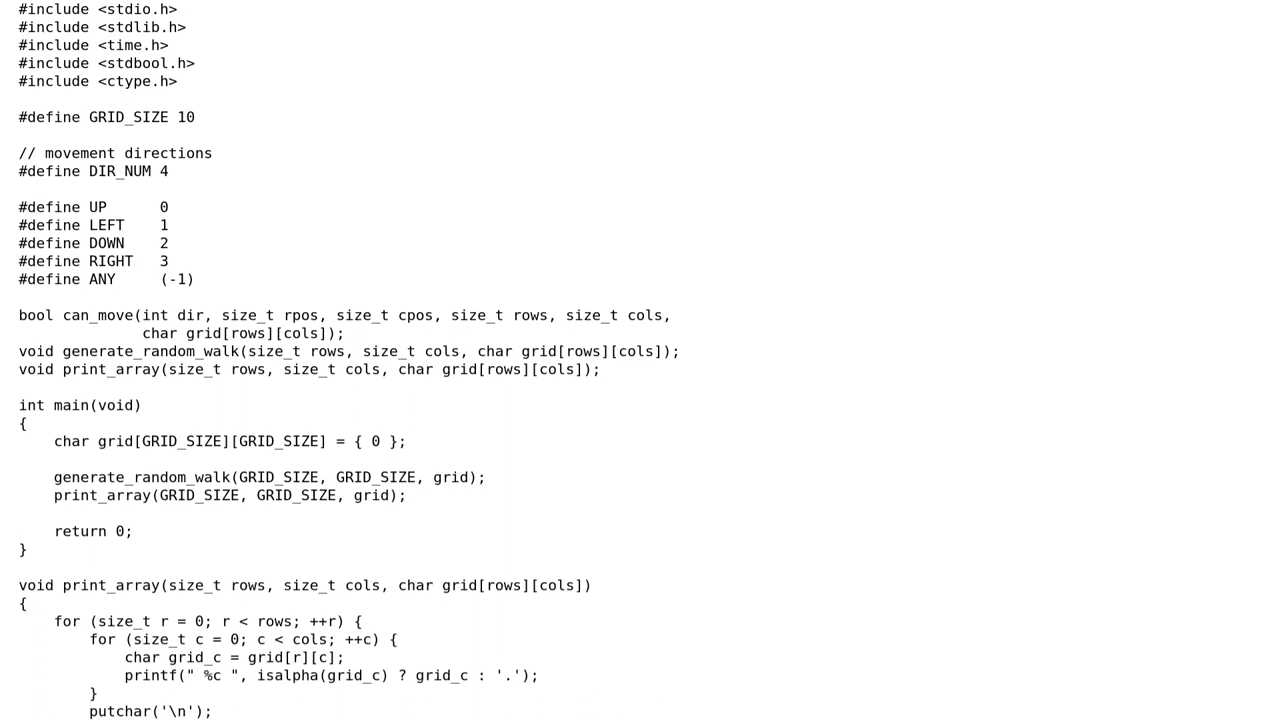 #include <stdio.h>
#include <stdlib.h>
#include <time.h>
#include <stdbool.h>
#include <ctype.h>

#define GRID_SIZE 10

// movement directions
#define DIR_NUM 4

#define UP      0
#define LEFT    1
#define DOWN    2
#define RIGHT   3
#define ANY     (-1)

bool can_move(int dir, size_t rpos, size_t cpos, size_t rows, size_t cols,
              char grid[rows][cols]);
void generate_random_walk(size_t rows, size_t cols, char grid[rows][cols]);
void print_array(size_t rows, size_t cols, char grid[rows][cols]);

int main(void)
{
    char grid[GRID_SIZE][GRID_SIZE] = { 0 };

    generate_random_walk(GRID_SIZE, GRID_SIZE, grid);
    print_array(GRID_SIZE, GRID_SIZE, grid);

    return 0;
}

void print_array(size_t rows, size_t cols, char grid[rows][cols])
{
    for (size_t r = 0; r < rows; ++r) {
        for (size_t c = 0; c < cols; ++c) {
            char grid_c = grid[r][c];
            printf(" %c ", isalpha(grid_c) ? grid_c : '.');
        }
        putchar('\n');